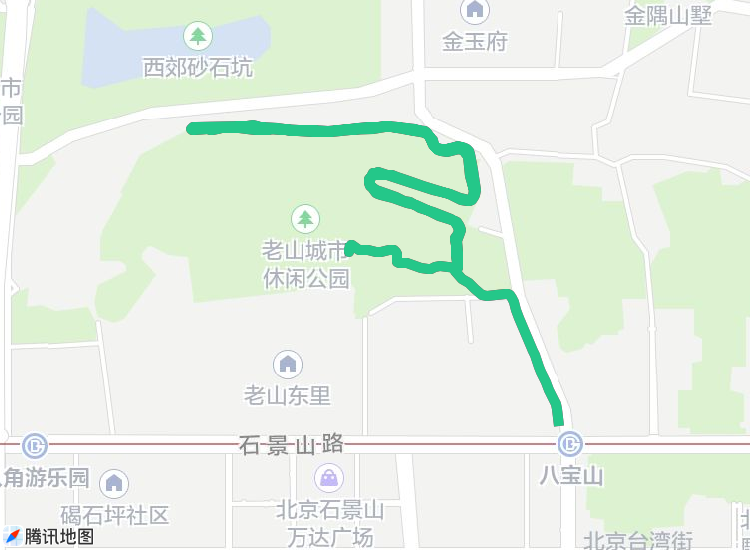 金隅山墅
金玉府
西郊砂石坑
市
园
老山城市
休闲公园
老山东里
石景山路
角游乐园
八宝山
碣石坪社区
北京石景山
万达广场
北京台湾街
北
腾讯地图